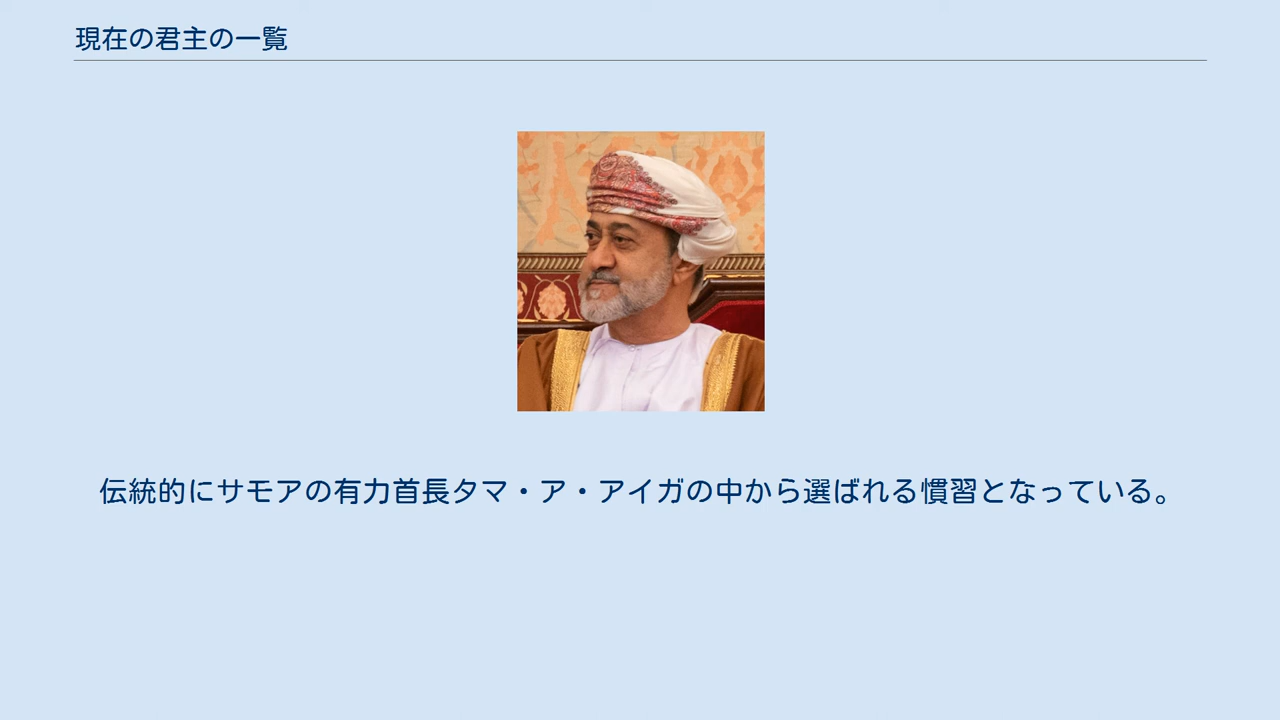 現在の君主の一覧
伝統的にサモアの有力首長タマ・ア・アイガの中から選ばれる慣習となっている。